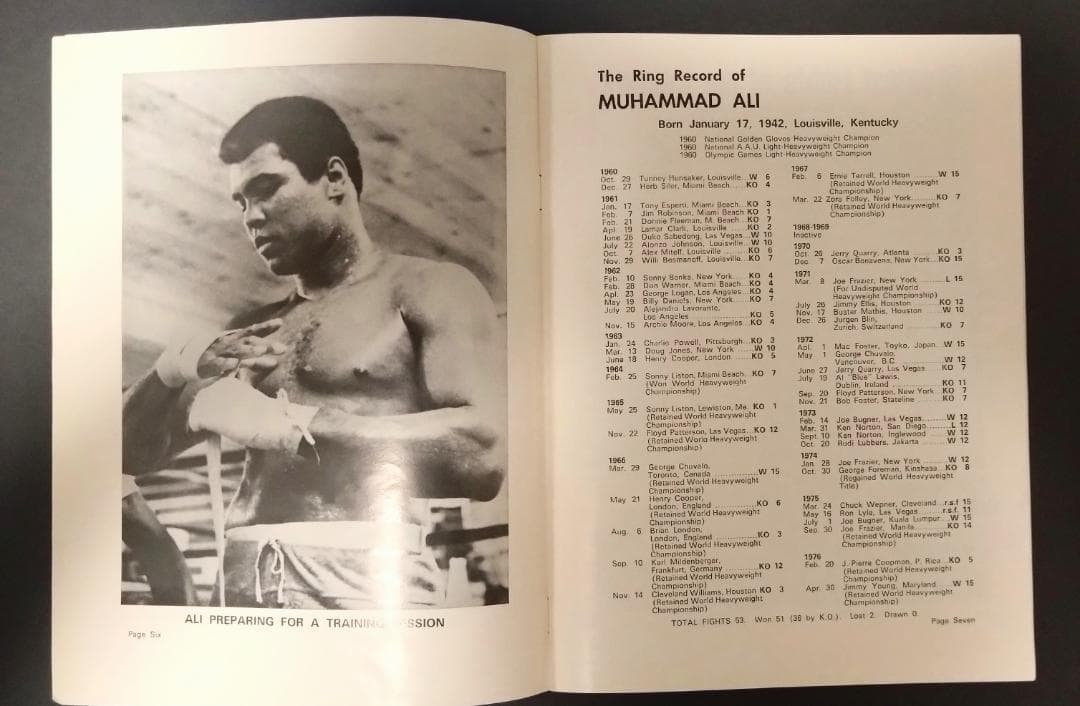 ALI PREPARING FOR A TRAINING SESSION
Page Six
The Ring Record of
MUHAMMAD ALI
Born January 17, 1942, Louisville, Kentucky
1960 National Golden Gloves Heavyweight Champion
1960 National A.A.U. Light-Heavyweight Champion
1960 Olympic Games Light-Heavyweight Champion
1960
Oct. 29 Tunney Hunsaker, Louisville...W 6
Dec. 27 Herb Siler, Miami Beach.....KO 4
1961
Jan. 17 Tony Esperti, Miami Beach...KO 3
Feb. 7 Jim Robinson, Miami Beach KO 1
Feb. 21 Donnie Fleeman, M. Beach...KO 7
Apl. 19 Lamar Clark, Louisville.....KO 2
June 26 Duke Sabedong, Las Vegas...W 10
July 22 Alonzo Johnson, Louisville...W 10
Oct. 7 Alex Miteff, Louisville.....KO 6
Nov. 29 Willi Besmanoff, Louisville...KO 7
1962
Feb. 10 Sonny Banks, New York.....KO 4
Feb. 28 Don Warner, Miami Beach....KO 4
Apl. 23 George Logan, Los Angeles...KO 4
May 19 Billy Daniels, New York.....KO 7
July 20 Alejandro Lavorante,
Los Angeles.....KO 5
Nov. 15 Archie Moore, Los Angeles...KO 4
1963
Jan. 24 Charlie Powell, Pittsburgh...KO 3
Mar. 13 Doug Jones, New York.....W 10
June 18 Henry Cooper, London.....KO 5
1964
Feb. 25 Sonny Liston, Miami Beach. KO 7
(Won World Heavyweight
Championship)
1965
May 25 Sonny Liston, Lewiston, Me. KO 1
(Retained World Heavyweight
Championship)
Nov. 22 Floyd Patterson, Las Vegas...KO 12
(Retained World Heavyweight
Championship)
1966
Mar. 29 George Chuvalo,
Toronto, Canada.....W 15
(Retained World Heavyweight
Championship)
May 21 Henry Cooper,
London, England.....KO 6
(Retained World Heavyweight
Championship)
Aug. 6 Brian London,
London, England.....KO 3
(Retained World Heavyweight
Championship)
Sep. 10 Karl Mildenberger,
Frankfurt, Germany.....KO 12
(Retained World Heavyweight
Championship)
Nov. 14 Cleveland Williams, Houston KO 3
(Retained World Heavyweight
Championship)
1967
Feb. 6 Ernie Terrell, Houston.....W 15
(Retained World Heavyweight
Championship)
Mar. 22 Zora Folley, New York.....KO 7
(Retained World Heavyweight
Championship)
1968-1969
Inactive
1970
Oct. 26 Jerry Quarry, Atlanta.....KO 3
Dec. 7 Oscar Bonavena, New York...KO 15
1971
Mar. 8 Joe Frazier, New York.....L 15
(For Undisputed World
Heavyweight Championship)
July 26 Jimmy Ellis, Houston.....KO 12
Nov. 17 Buster Mathis, Houston.....W 10
Dec. 26 Jurgen Blin,
Zurich, Switzerland.....KO 7
1972
Apl. 1 Mac Foster, Toyko, Japan...W 15
May 1 George Chuvalo,
Vancouver, B.C......W 12
June 27 Jerry Quarry, Las Vegas.....KO 7
July 19 Al "Blue" Lewis,
Dublin, Ireland.....KO 11
Sep. 20 Floyd Patterson, New York...KO 7
Nov. 21 Bob Foster, Stateline.....KO 7
1973
Feb. 14 Joe Bugner, Las Vegas.....W 12
Mar. 31 Ken Norton, San Diego.....L 12
Sept. 10 Ken Norton, Inglewood.....W 12
Oct. 20 Rudi Lubbers, Jakarta.....W 12
1974
Jan. 28 Joe Frazier, New York.....W 12
Oct. 30 George Foreman, Kinshasa...KO 8
(Regained World Heavyweight
Title)
1975
Mar. 24 Chuck Wepner, Cleveland...r.s.f 15
May 16 Ron Lyle, Las Vegas.....r.s.f. 11
July 1 Joe Bugner, Kuala Lumpur...W 15
Sep. 30 Joe Frazier, Manila.....KO 14
(Retained World Heavyweight
Championship)
1976
Feb. 20 J.-Pierre Coopman, P. Rico...KO 5
(Retained World Heavyweight
Championship)
Apr. 30 Jimmy Young, Maryland.....W 15
(Retained World Heavyweight
Championship)
TOTAL FIGHTS 53. Won 51 (38 by K.O.). Lost 2. Drawn 0.
Page Seven